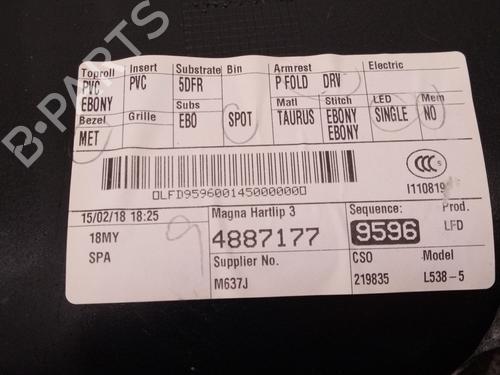 Toproll Insert Substrate Bin Armrest Electric
PVC PVC 5DFR P FOLD DRV
EBONY
Subs Matl Stitch LED Mem
Bezel Grille EBO SPOT TAURUS EBONY SINGLE NO
MET EBONY
0LFD95960014500000000
I110819
15/02/18 18:25 Magna Hartlip 3 Sequence: Prod.
18MY 4887177 9596 LFD
SPA Supplier No. CSO Model
M637J 219835 L538-5
B-PARTS